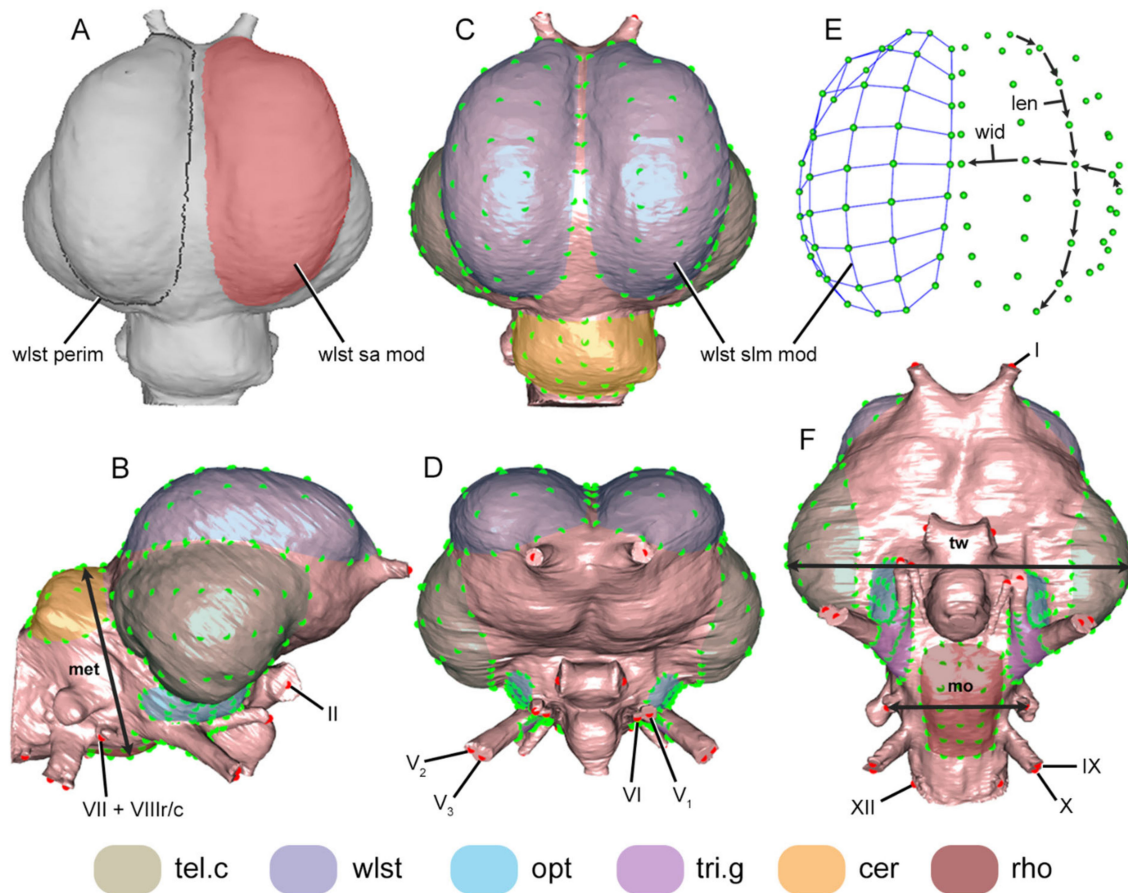 A
C
E
len
wid
wlst perim
wlst sa mod
wlst slm mod
I
B
D
F
tw
met
mo
II
V₂
V₃
VI
V₁
IX
X
XII
VII + VIIIr/c
tel.c
wlst
opt
tri.g
cer
rho